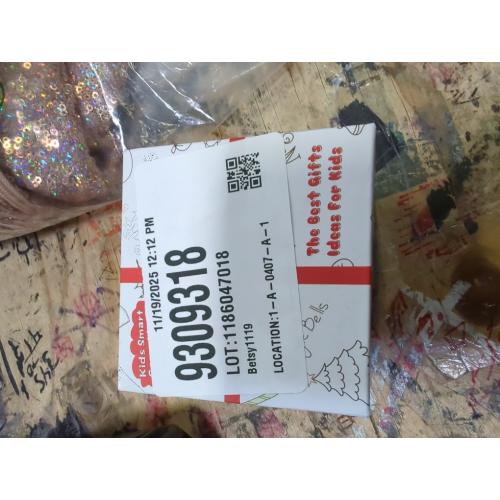 Kids Smart
11/19/2025 12:12 PM
9309318
LOT:1186047018
Betsy1119
LOCATION:1-A-0407-A-1
The Best Gifts
Ideas For Kids
Bells